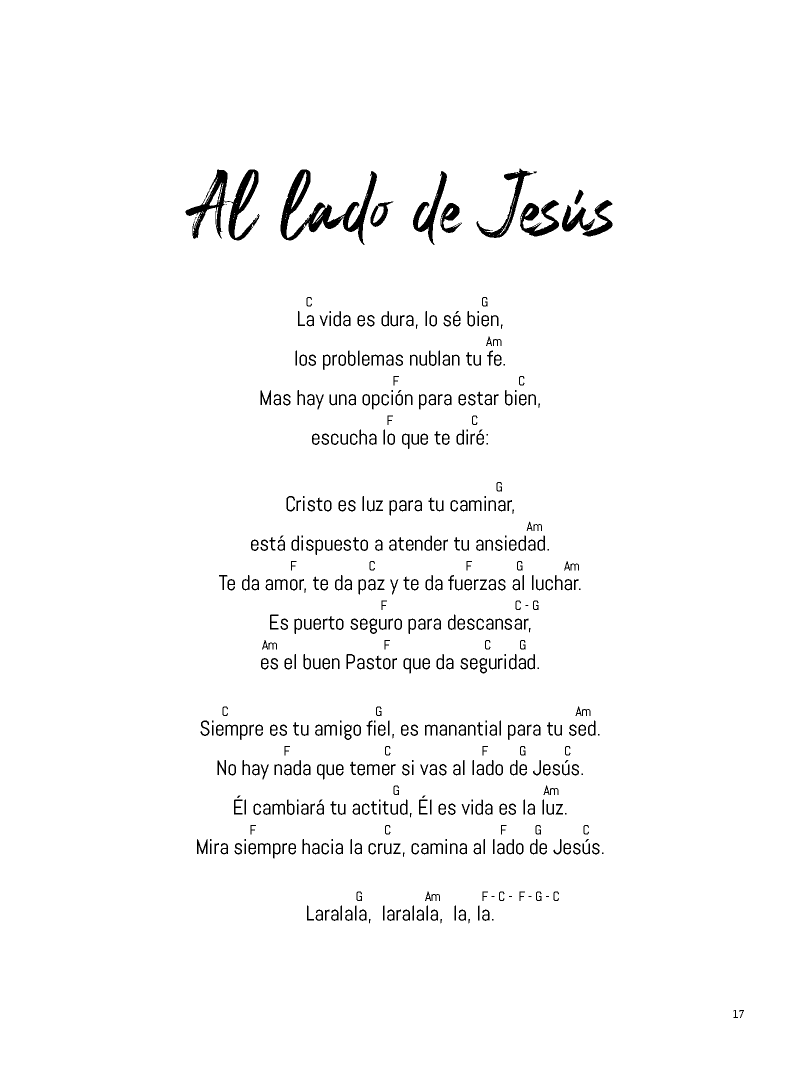 Al lado de Jesús
C G
La vida es dura, lo sé bien,
Am
los problemas nublan tu fe.
F C
Mas hay una opción para estar bien,
F C
escucha lo que te diré:
G
Cristo es luz para tu caminar,
Am
está dispuesto a atender tu ansiedad.
F C F G Am
Te da amor, te da paz y te da fuerzas al luchar.
F C - G
Es puerto seguro para descansar,
Am F C G
es el buen Pastor que da seguridad.
C G Am
Siempre es tu amigo fiel, es manantial para tu sed.
F C F G C
No hay nada que temer si vas al lado de Jesús.
G Am
Él cambiará tu actitud, Él es vida es la luz.
F C F G C
Mira siempre hacia la cruz, camina al lado de Jesús.
G Am F - C - F - G - C
Laralala, laralala, la, la.
17